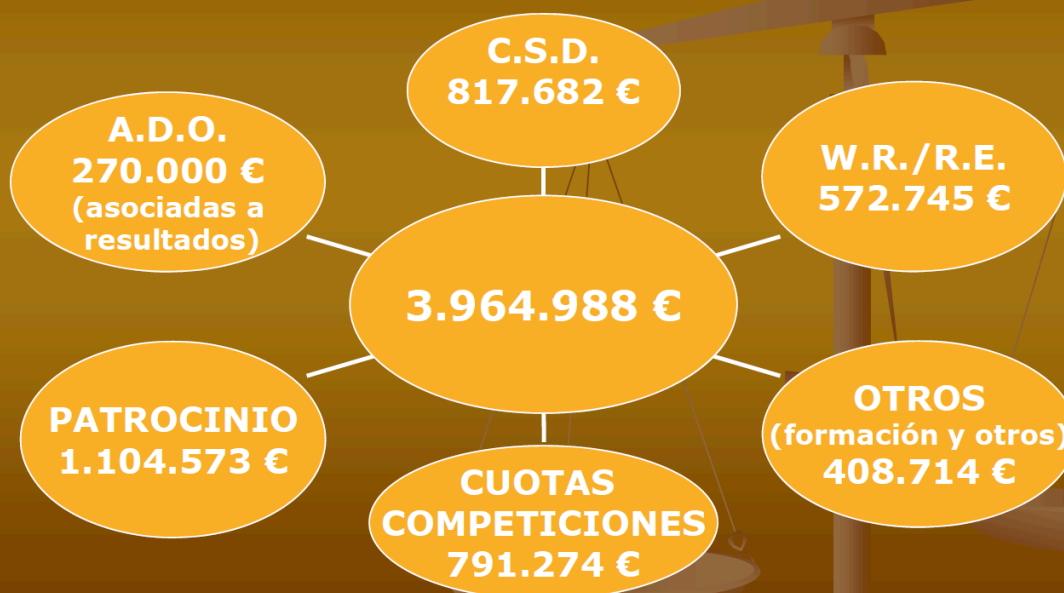 C.S.D.
817.682 €
A.D.O.
270.000 €
(asociadas a
resultados)
W.R./R.E.
572.745 €
3.964.988 €
PATROCINIO
1.104.573 €
OTROS
(formación y otros)
408.714 €
CUOTAS
COMPETICIONES
791.274 €